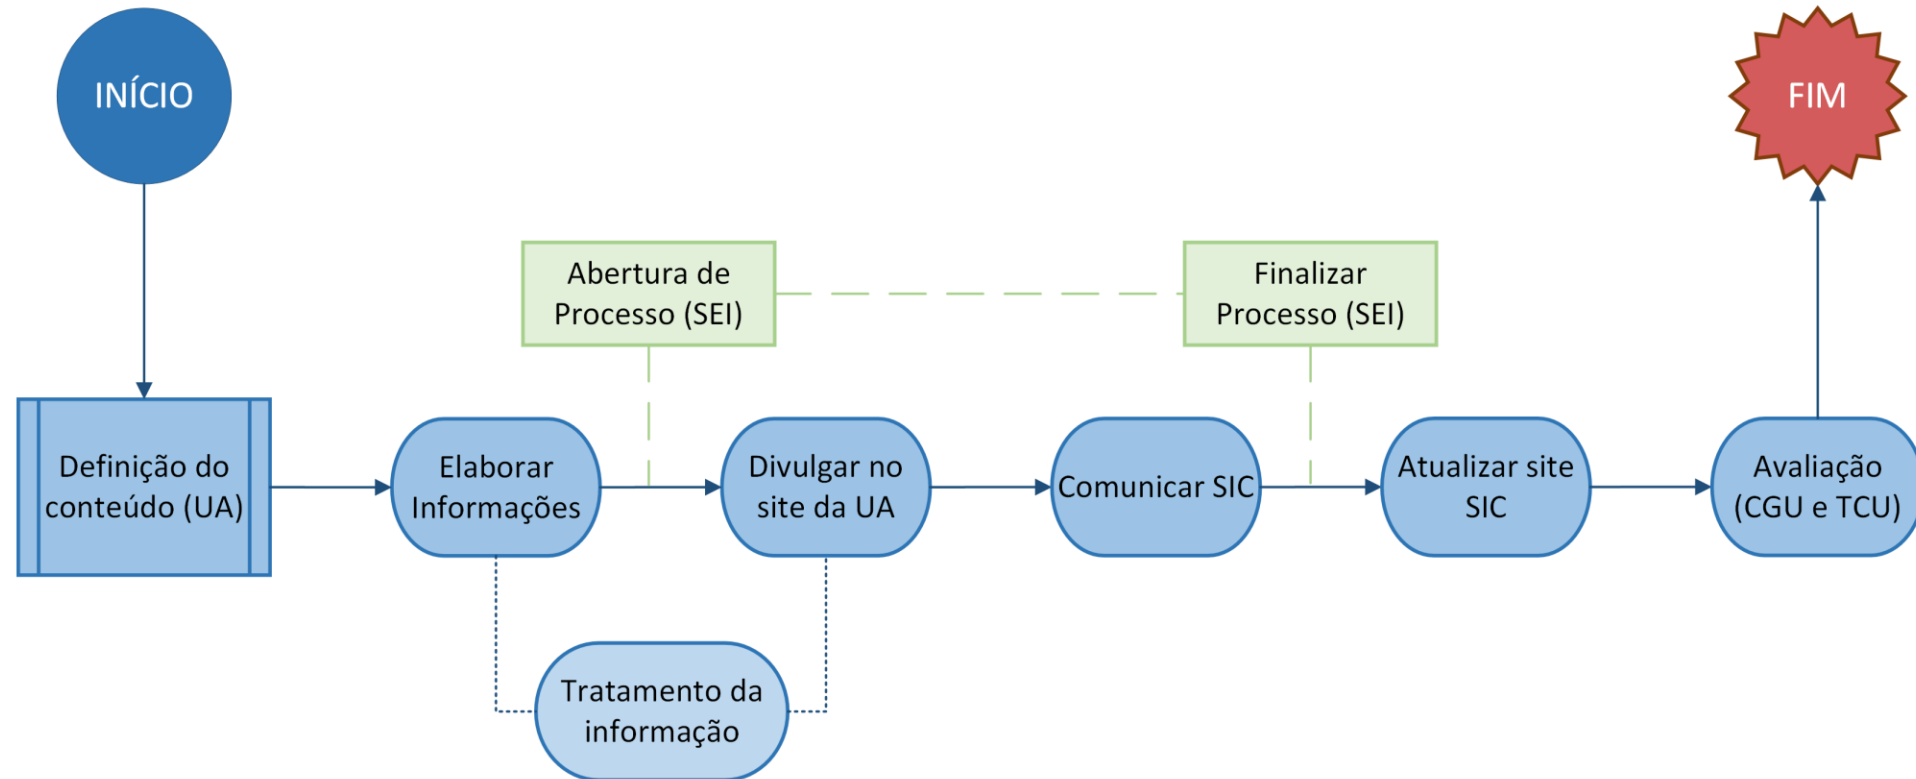 INÍCIO
FIM
Abertura de
Processo (SEI)
Finalizar
Processo (SEI)
Definição do
conteúdo (UA)
Elaborar
Informações
Divulgar no
site da UA
Comunicar SIC
Atualizar site
SIC
Avaliação
(CGU e TCU)
Tratamento da
informação